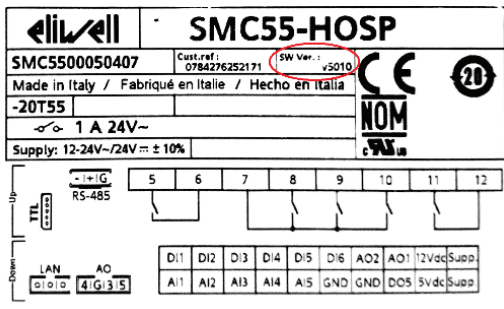 eliwell SMC55-HOSP
SMC5500050407 Cust.ref: 0784276252171 SW Ver.: v5010
Made in Italy / Fabriqué en Italie / Hecho en Italia
-20T55
1 A 24V~
Supply: 12-24V~/24V ⎓ ± 10%
CE
20
NOM
c us
Up
TTL
- + G
RS-485
5 6 7 8 9 10 11 12
Down
LAN
AO
4 G 3 5
DI1 DI2 DI3 DI4 DI5 DI6 AO2 AO1 12Vdc Supp.
AI1 AI2 AI3 AI4 AI5 GND GND DO5 5Vdc Supp.